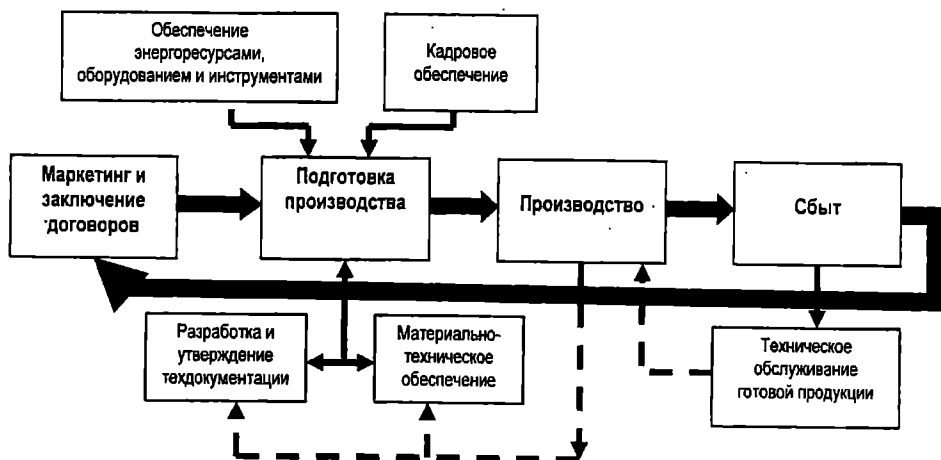 Обеспечение
энергоресурсами,
оборудованием и инструментами
Кадровое
обеспечение
Маркетинг и
заключение
договоров
Подготовка
производства
Производство
Сбыт
Разработка и
утверждение
техдокументации
Материально-
техническое
обеспечение
Техническое
обслуживание
готовой продукции